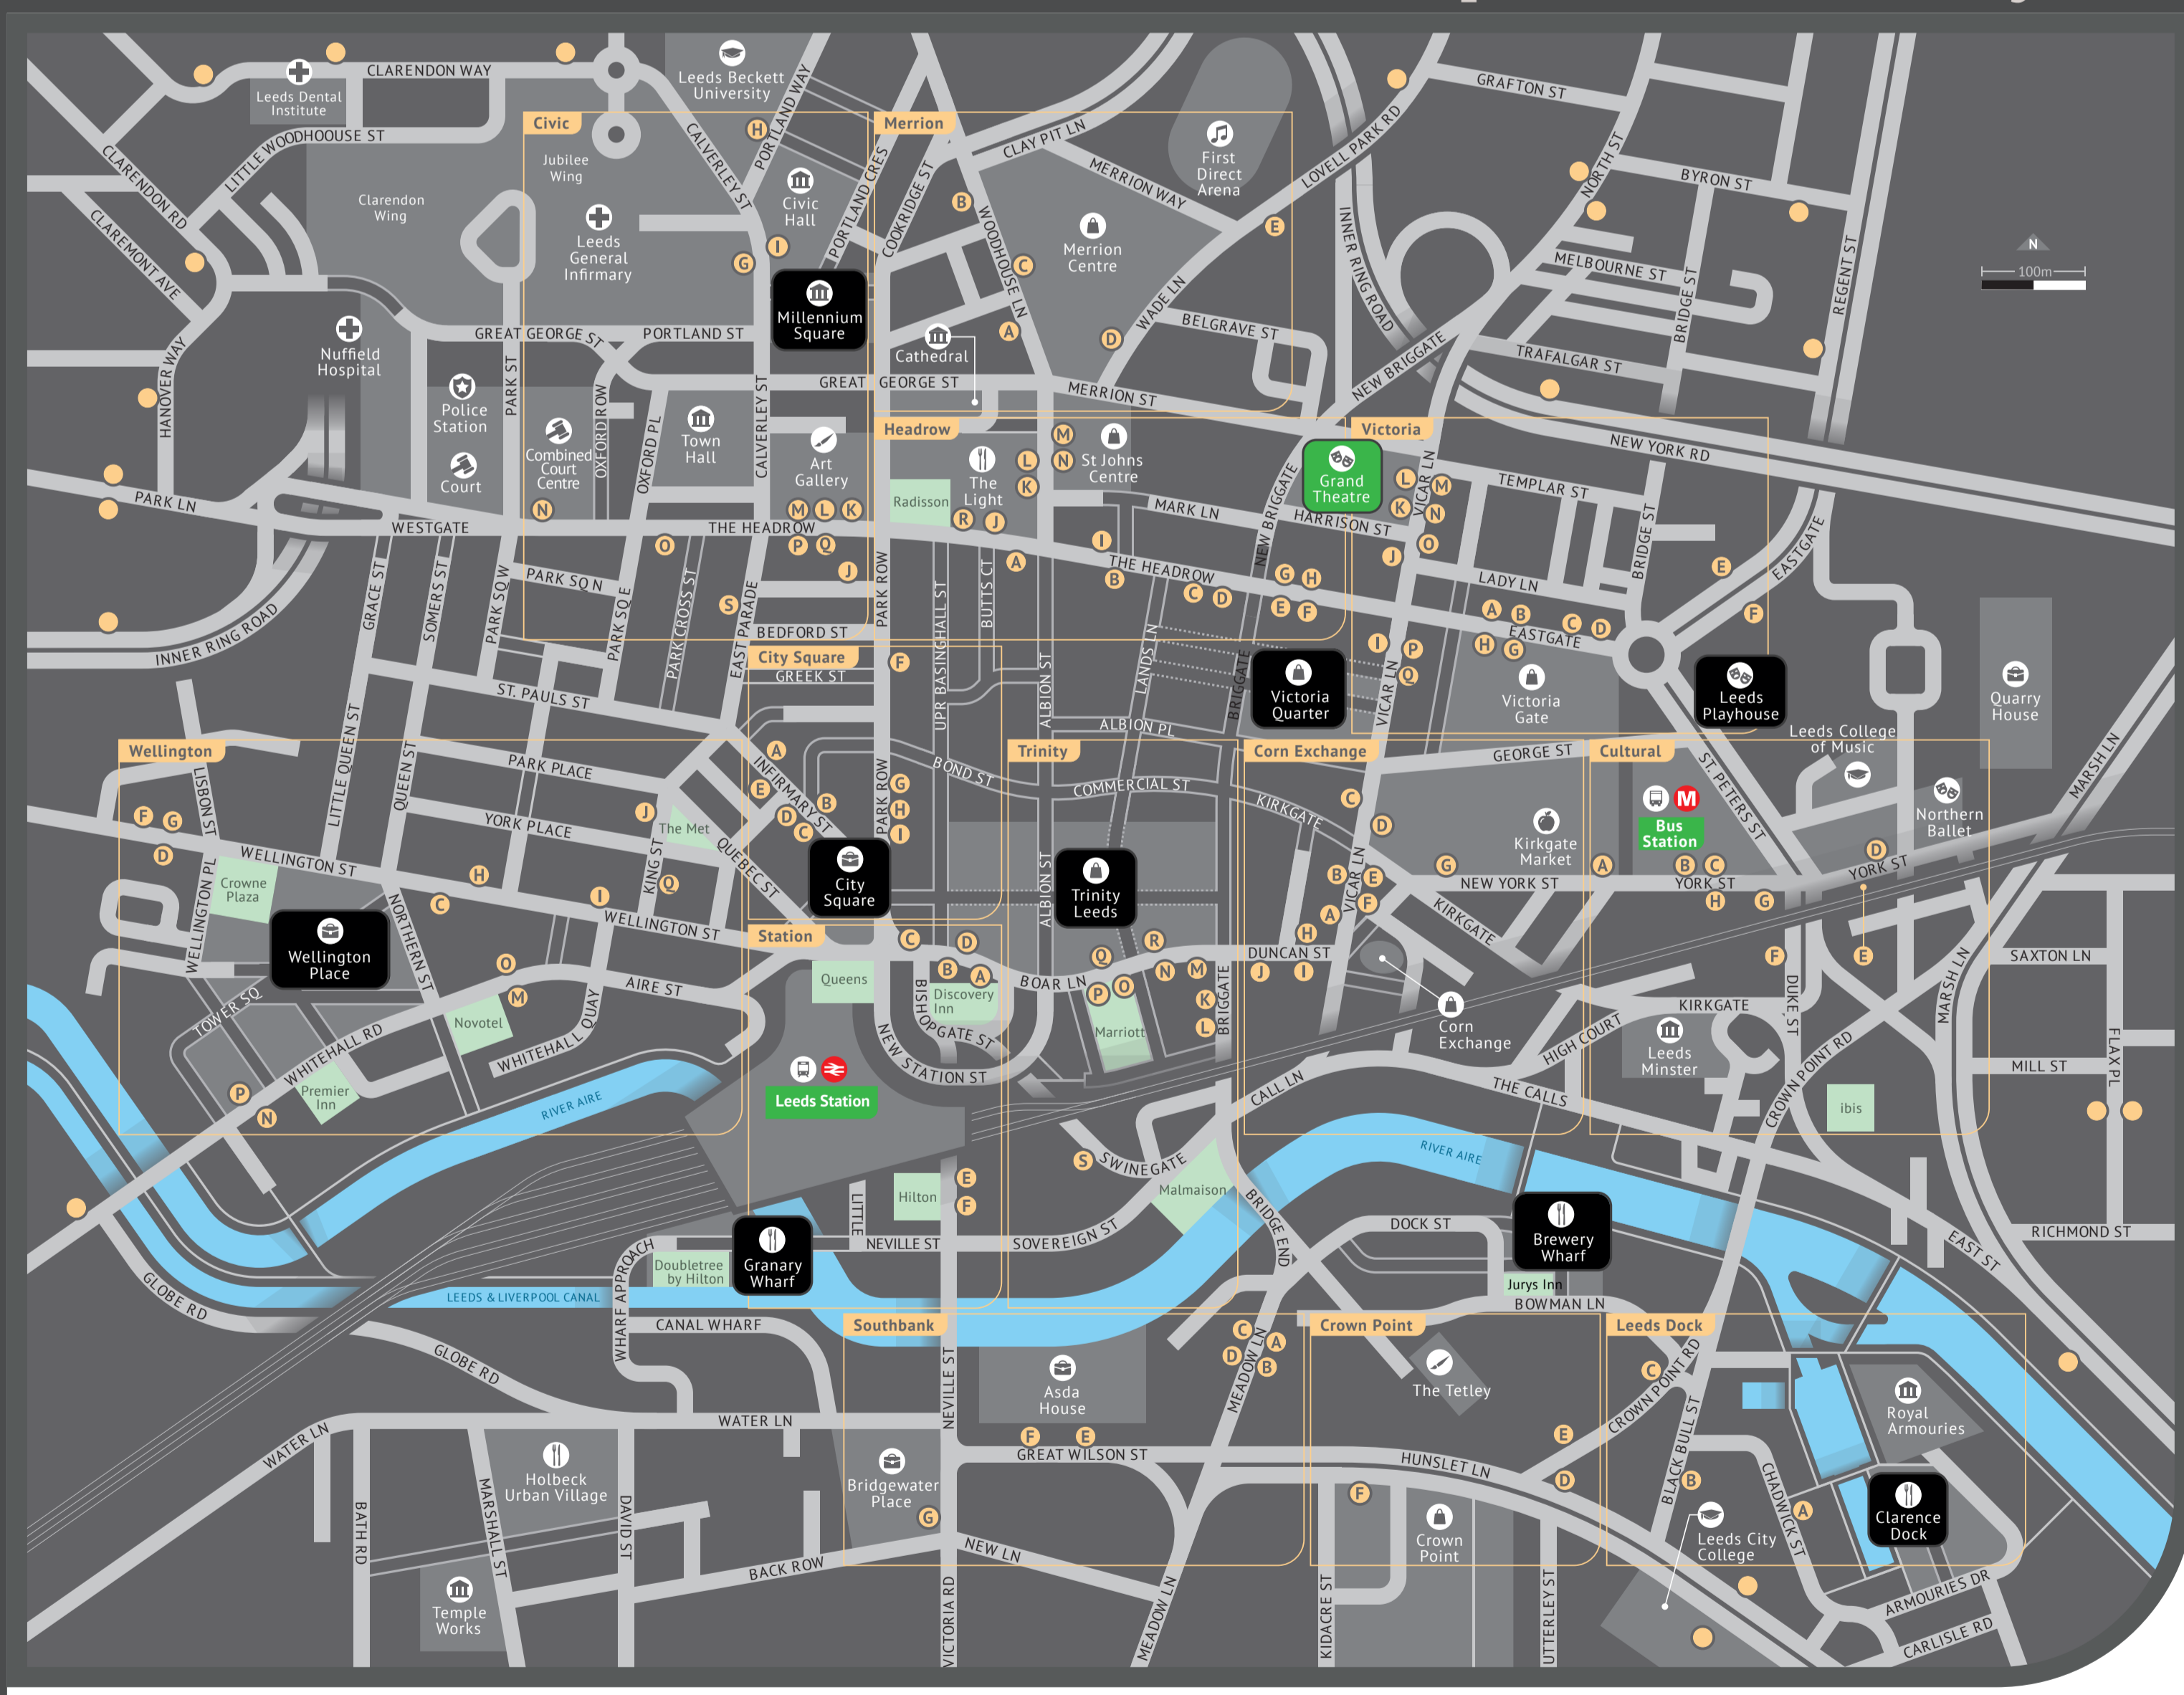 CLARENDON WAY
Leeds Dental
Institute
LITTLE WOODHOOUSE ST
CLARENDON RD
CLAREMONT AVE
Clarendon
Wing
Leeds Beckett
University
PORTLAND WAY
CALVERLEY ST
Civic
H
Jubilee
Wing
Leeds
General
Infirmary
Civic
Hall
G
I
PORTLAND CRES
COOKRIDGE ST
Millennium
Square
Merrion
CLAY PIT LN
MERRION WAY
First
Direct
Arena
LOVELL PARK RD
B
WOODHOUSE LN
C
Merrion
Centre
E
A
D
WADE LN
BELGRAVE ST
INNER RING ROAD
GRAFTON ST
NORTH ST
BYRON ST
MELBOURNE ST
BRIDGE ST
REGENT ST
TRAFALGAR ST
NEW BRIGGATE
N
100m
HANOVER WAY
Nuffield
Hospital
GREAT GEORGE ST
PORTLAND ST
PARK ST
Police
Station
Court
Combined
Court
Centre
N
OXFORD ROW
OXFORD PL
Town
Hall
CALVERLEY ST
Art
Gallery
M
L
K
Cathedral
GREAT GEORGE ST
MERRION ST
PARK LN
WESTGATE
THE HEADROW
O
P
Q
J
S
INNER RING ROAD
GRACE ST
SOMERS ST
PARK SQ W
PARK SQ N
PARK SQ E
PARK CROSS ST
EAST PARADE
BEDFORD ST
Headrow
Radisson
The
Light
R
J
L
K
M
N
St Johns
Centre
MARK LN
I
A
B
THE HEADROW
C
D
G
H
E
F
PARK ROW
UPR BASINGHALL ST
BUTTS CT
ALBION ST
LANDS LN
BRIGGATE
NEW BRIGGATE
Victoria
Grand
Theatre
HARRISON ST
VICAR LN
L
M
K
N
O
J
TEMPLAR ST
NEW YORK RD
BRIDGE ST
LADY LN
A
B
C
D
EASTGATE
H
G
E
F
EASTGATE
I
P
Q
VICAR LN
Victoria
Quarter
Victoria
Gate
Leeds
Playhouse
Quarry
House
Leeds College
of Music
Northern
Ballet
MARSH LN
City Square
GREEK ST
F
A
INFIRMARY ST
E
B
D
C
G
H
I
PARK ROW
BOND ST
City
Square
ST. PAULS ST
LITTLE QUEEN ST
QUEEN ST
PARK PLACE
YORK PLACE
Wellington
LISBON ST
F
G
D
WELLINGTON ST
WELLINGTON PL
Crowne
Plaza
C
H
I
J
The Met
KING ST
Q
QUEBEC ST
WELLINGTON ST
Wellington
Place
NORTHERN ST
O
M
AIRE ST
Novotel
WHITEHALL QUAY
TOWER SQ
WHITEHALL RD
Premier
Inn
P
N
RIVER AIRE
Station
Queens
C
D
B
A
Discovery
Inn
BISHOPGATE ST
NEW STATION ST
Leeds Station
Hilton
E
F
LITTLE
NEVILLE ST
Granary
Wharf
Doubletree
by Hilton
Trinity
ALBION PL
COMMERCIAL ST
ALBION ST
Trinity
Leeds
BOAR LN
Q
R
P
O
N
M
K
L
Marriott
BRIGGATE
S
SWINEGATE
Malmaison
SOVEREIGN ST
BRIDGE END
Corn Exchange
GEORGE ST
KIRKGATE
C
D
VICAR LN
B
E
F
A
H
G
Kirkgate
Market
NEW YORK ST
KIRKGATE
DUNCAN ST
J
I
Corn
Exchange
CALL LN
HIGH COURT
THE CALLS
RIVER AIRE
Cultural
M
Bus
Station
ST. PETERS ST
A
B
C
YORK ST
H
G
D
YORK ST
F
E
DUKE ST
KIRKGATE
Leeds
Minster
CROWN POINT RD
ibis
MARSH LN
SAXTON LN
FLAX PL
MILL ST
RICHMOND ST
EAST ST
DOCK ST
Brewery
Wharf
Jurys Inn
BOWMAN LN
GLOBE RD
LEEDS & LIVERPOOL CANAL
WHARF APPROACH
CANAL WHARF
GLOBE RD
WATER LN
WATER LN
BATH RD
MARSHALL ST
Holbeck
Urban Village
DAVID ST
Temple
Works
BACK ROW
Southbank
NEVILLE ST
Asda
House
F
E
GREAT WILSON ST
Bridgewater
Place
G
NEW LN
VICTORIA RD
MEADOW LN
C
A
D
B
MEADOW LN
Crown Point
The Tetley
HUNSLET LN
E
D
F
Crown
Point
KIDACRE ST
UTTERLEY ST
Leeds Dock
C
CROWN POINT RD
BLACK BULL ST
B
Leeds City
College
CHADWICK ST
A
Royal
Armouries
Clarence
Dock
ARMOURIES DR
CARLISLE RD